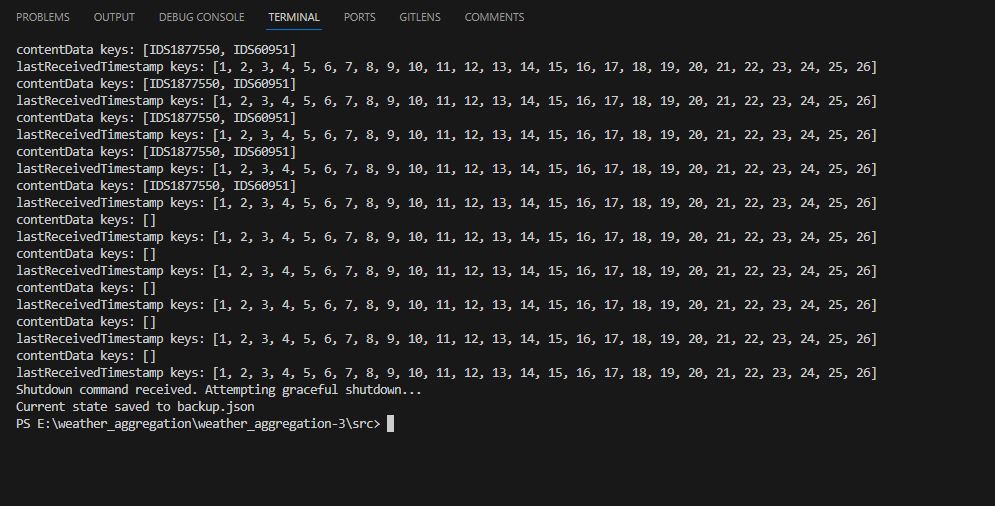 PROBLEMS OUTPUT DEBUG CONSOLE TERMINAL PORTS GITLENS COMMENTS
contentData keys: [IDS1877550, IDS60951]
lastReceivedTimestamp keys: [1, 2, 3, 4, 5, 6, 7, 8, 9, 10, 11, 12, 13, 14, 15, 16, 17, 18, 19, 20, 21, 22, 23, 24, 25, 26]
contentData keys: [IDS1877550, IDS60951]
lastReceivedTimestamp keys: [1, 2, 3, 4, 5, 6, 7, 8, 9, 10, 11, 12, 13, 14, 15, 16, 17, 18, 19, 20, 21, 22, 23, 24, 25, 26]
contentData keys: [IDS1877550, IDS60951]
lastReceivedTimestamp keys: [1, 2, 3, 4, 5, 6, 7, 8, 9, 10, 11, 12, 13, 14, 15, 16, 17, 18, 19, 20, 21, 22, 23, 24, 25, 26]
contentData keys: [IDS1877550, IDS60951]
lastReceivedTimestamp keys: [1, 2, 3, 4, 5, 6, 7, 8, 9, 10, 11, 12, 13, 14, 15, 16, 17, 18, 19, 20, 21, 22, 23, 24, 25, 26]
contentData keys: [IDS1877550, IDS60951]
lastReceivedTimestamp keys: [1, 2, 3, 4, 5, 6, 7, 8, 9, 10, 11, 12, 13, 14, 15, 16, 17, 18, 19, 20, 21, 22, 23, 24, 25, 26]
contentData keys: []
lastReceivedTimestamp keys: [1, 2, 3, 4, 5, 6, 7, 8, 9, 10, 11, 12, 13, 14, 15, 16, 17, 18, 19, 20, 21, 22, 23, 24, 25, 26]
contentData keys: []
lastReceivedTimestamp keys: [1, 2, 3, 4, 5, 6, 7, 8, 9, 10, 11, 12, 13, 14, 15, 16, 17, 18, 19, 20, 21, 22, 23, 24, 25, 26]
contentData keys: []
lastReceivedTimestamp keys: [1, 2, 3, 4, 5, 6, 7, 8, 9, 10, 11, 12, 13, 14, 15, 16, 17, 18, 19, 20, 21, 22, 23, 24, 25, 26]
contentData keys: []
lastReceivedTimestamp keys: [1, 2, 3, 4, 5, 6, 7, 8, 9, 10, 11, 12, 13, 14, 15, 16, 17, 18, 19, 20, 21, 22, 23, 24, 25, 26]
contentData keys: []
lastReceivedTimestamp keys: [1, 2, 3, 4, 5, 6, 7, 8, 9, 10, 11, 12, 13, 14, 15, 16, 17, 18, 19, 20, 21, 22, 23, 24, 25, 26]
Shutdown command received. Attempting graceful shutdown...
Current state saved to backup.json
PS E:\weather_aggregation\weather_aggregation-3\src>